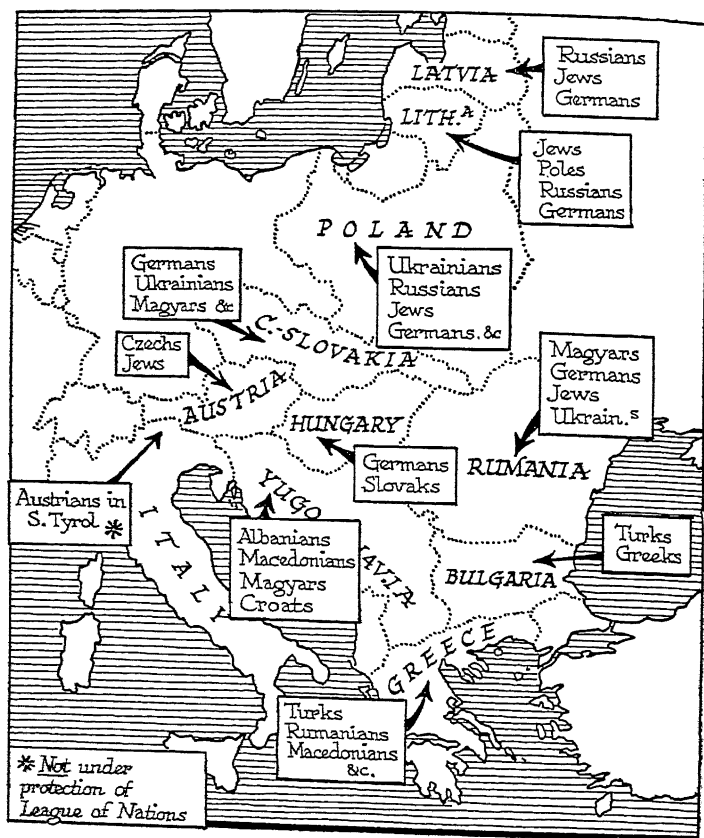 Russians
Jews
Germans
LATVIA
LITH.A
Jews
Poles
Russians
Germans
POLAND
Ukrainians
Russians
Jews
Germans. &c
Germans
Ukrainians
Magyars &c
C.-SLOVAKIA
Czechs
Jews
AUSTRIA
HUNGARY
Germans
Slovaks
Magyars
Germans
Jews
Ukrain.s
RUMANIA
Austrians in
S. Tyrol *
ITALY
YUGO AVIA
Albanians
Macedonians
Magyars
Croats
Turks
Greeks
BULGARIA
GREECE
Turks
Rumanians
Macedonians
&c.
* Not under
protection of
League of Nations